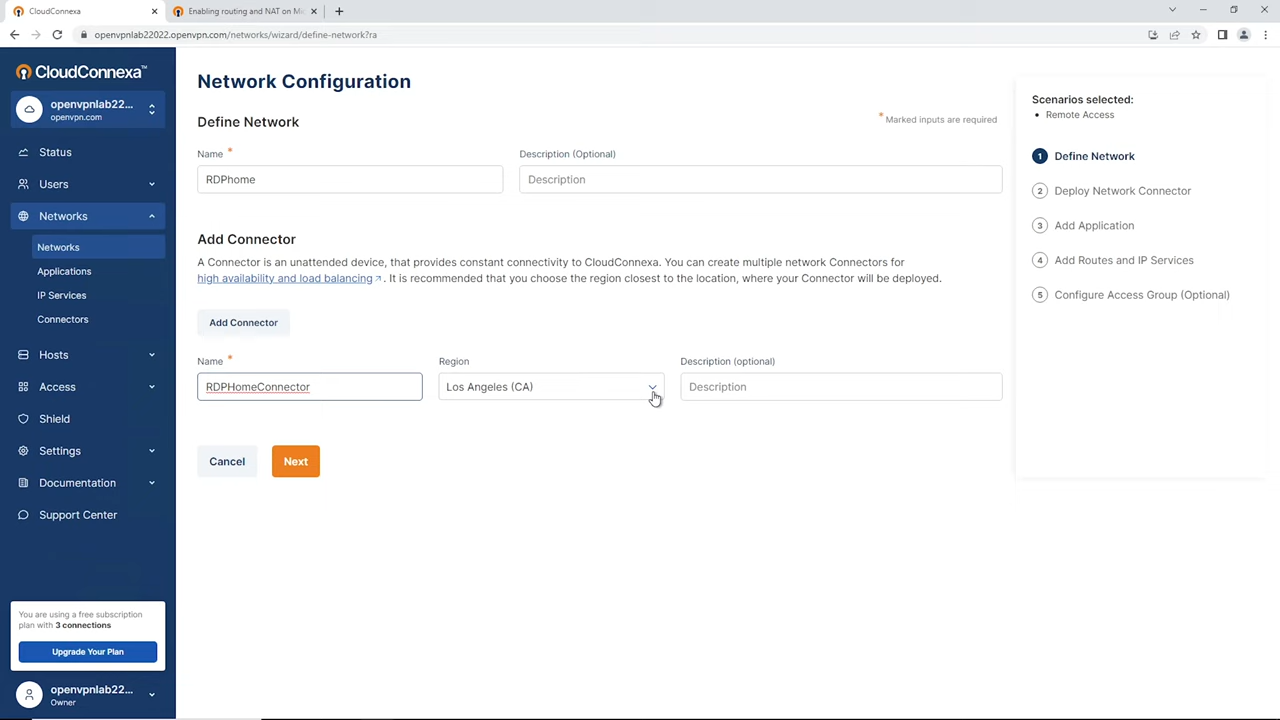 CloudConnexa
Enabling routing and NAT on Mic
openvpnlab22022.openvpn.com/networks/wizard/define-network?ra
CloudConnexa™
openvpnlab22...
openvpn.com
Status
Users
Networks
Networks
Applications
IP Services
Connectors
Hosts
Access
Shield
Settings
Documentation
Support Center
You are using a free subscription
plan with 3 connections
Upgrade Your Plan
openvpnlab22...
Owner
Network Configuration
Define Network
* Marked inputs are required
Name *
Description (Optional)
RDPhome
Description
Add Connector
A Connector is an unattended device, that provides constant connectivity to CloudConnexa. You can create multiple network Connectors for
high availability and load balancing . It is recommended that you choose the region closest to the location, where your Connector will be deployed.
Add Connector
Name *
Region
Description (optional)
RDPHomeConnector
Los Angeles (CA)
Description
Cancel
Next
Scenarios selected:
• Remote Access
1 Define Network
2 Deploy Network Connector
3 Add Application
4 Add Routes and IP Services
5 Configure Access Group (Optional)